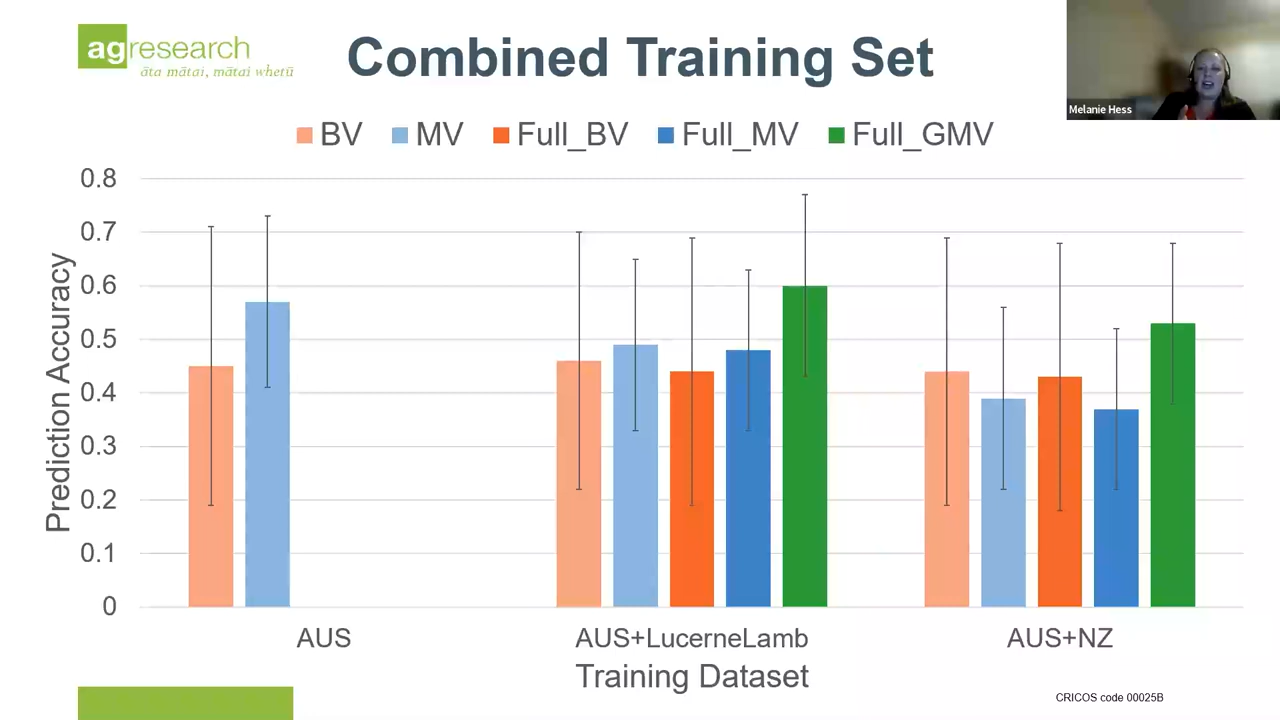 agresearch
āta mātai, mātai whetū
Combined Training Set
Melanie Hess
BV MV Full_BV Full_MV Full_GMV
Prediction Accuracy
0.8
0.7
0.6
0.5
0.4
0.3
0.2
0.1
0
AUS AUS+LucerneLamb AUS+NZ
Training Dataset
CRICOS code 00025B